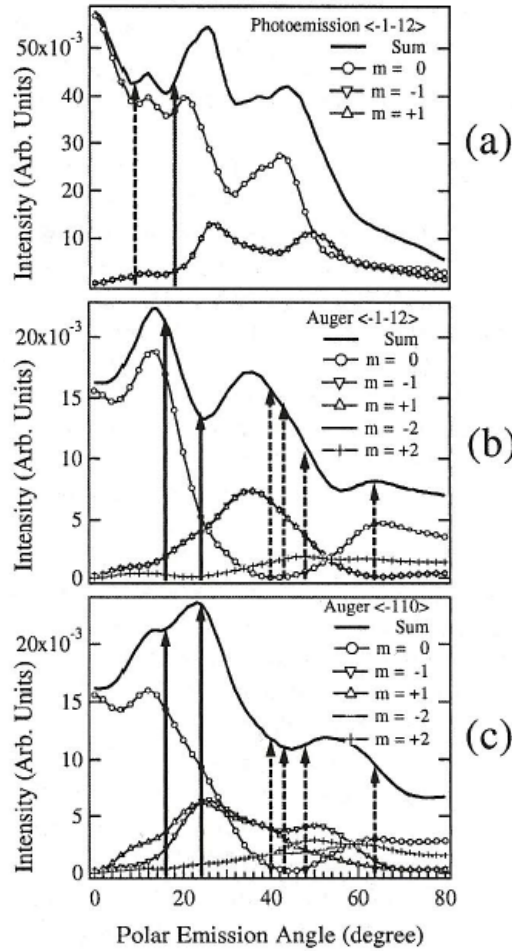 Photoemission <-1-12>
Sum
m = 0
m = -1
m = +1
50x10-3
40
30
20
10
Intensity (Arb. Units)
(a)
Auger <-1-12>
Sum
m = 0
m = -1
m = +1
m = -2
m = +2
20x10-3
15
10
5
0
Intensity (Arb. Units)
(b)
Auger <-110>
Sum
m = 0
m = -1
m = +1
m = -2
m = +2
20x10-3
15
10
5
0
Intensity (Arb. Units)
(c)
0 20 40 60 80
Polar Emission Angle (degree)